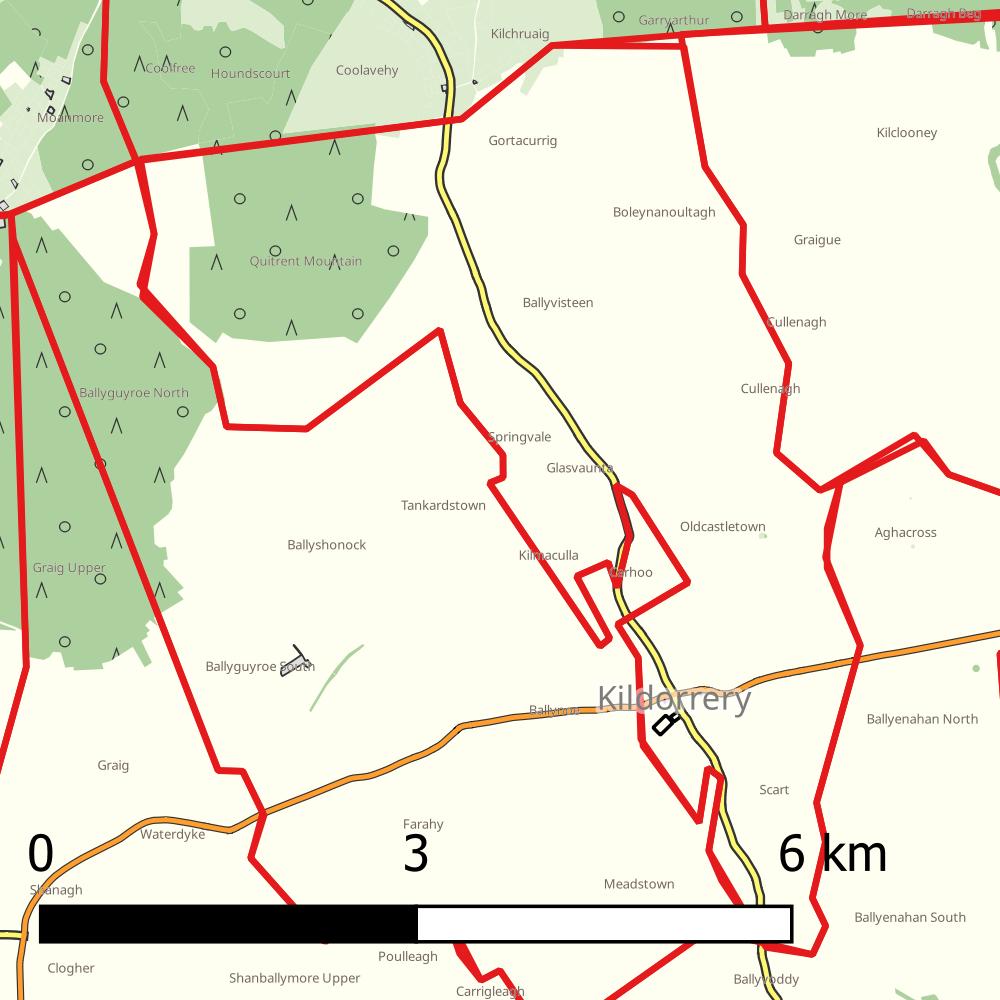 Darragh More
Darragh Beg
Garryarthur
Kilchruaig
Coolfree
Houndscourt
Coolavehy
Moanmore
Kilclooney
Gortacurrig
Boleynanoultagh
Graigue
Quitrent Mountain
Ballyvisteen
Cullenagh
Cullenagh
Ballyguyroe North
Springvale
Glasvaunta
Tankardstown
Oldcastletown
Aghacross
Ballyshonock
Kilmaculla
Carhoo
Graig Upper
Ballyguyroe South
Kildorrery
Ballyroe
Ballyenahan North
Graig
Scart
Farahy
Waterdyke
0 3 6 km
Meadstown
Skanagh
Ballyenahan South
Poulleagh
Clogher
Shanballymore Upper
Ballyvoddy
Carrigleagh